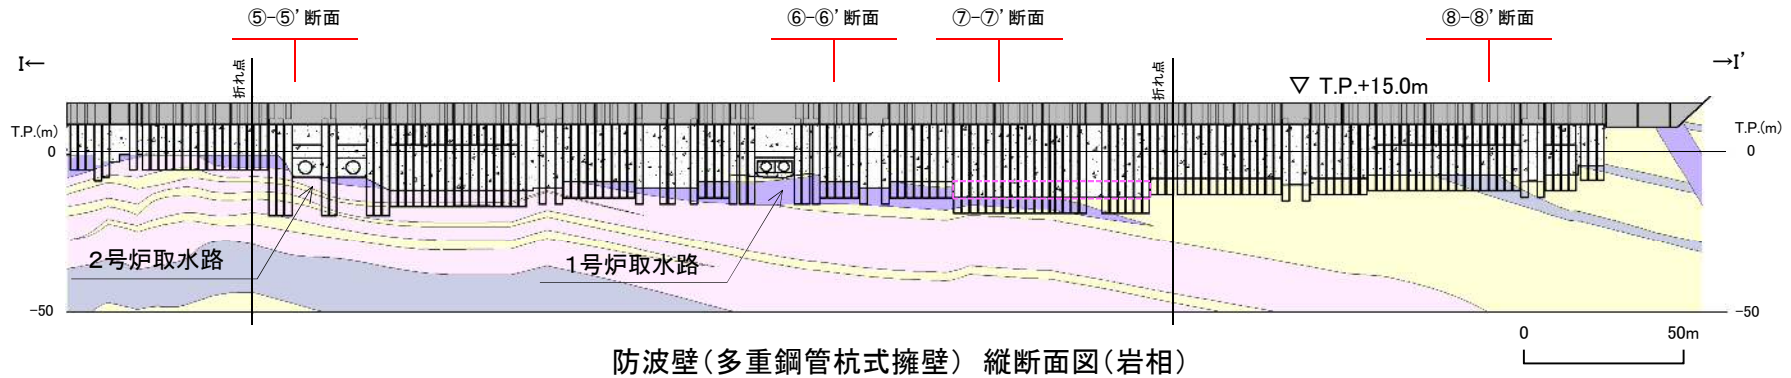 ⑤-⑤’断面
⑥-⑥’断面
⑦-⑦’断面
⑧-⑧’断面
I←
折れ点
折れ点
→I’
▽ T.P.+15.0m
T.P.(m)
T.P.(m)
0
0
2号炉取水路
1号炉取水路
-50
-50
0
50m
防波壁(多重鋼管杭式擁壁) 縦断面図(岩相)